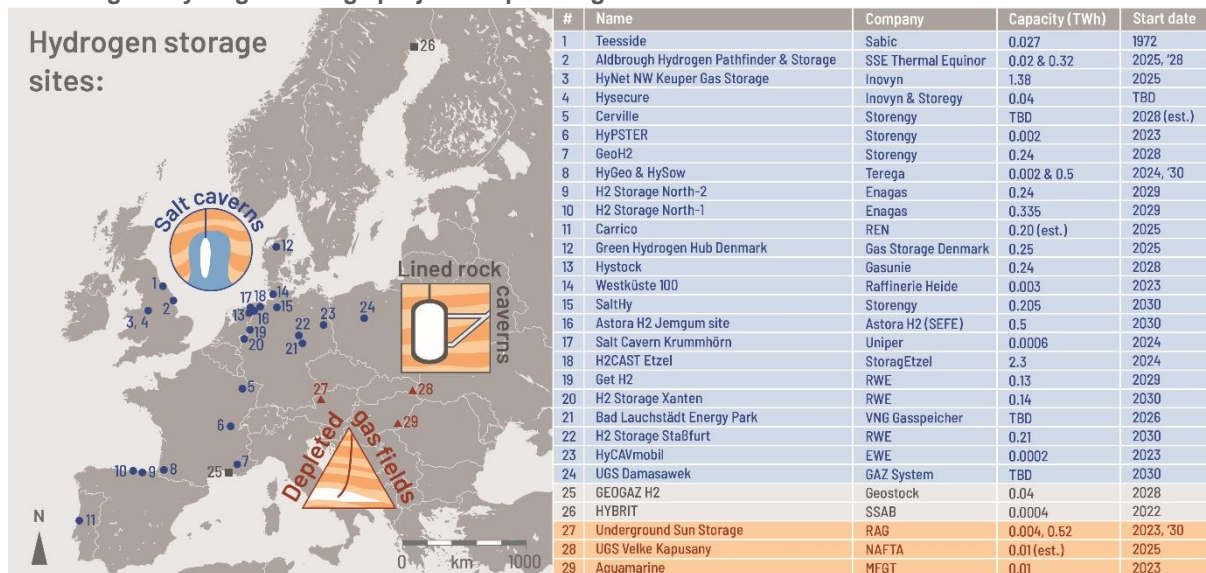 Hydrogen storage
sites:
Salt caverns
Lined rock
caverns
Depleted
gas fields
1
2
3, 4
5
6
7
8
9
10
11
12
13
14
15
16
17
18
19
20
21
22
23
24
25
26
27
28
29
N
0 km 1000
# Name Company Capacity (TWh) Start date
1 Teesside Sabic 0.027 1972
2 Aldbrough Hydrogen Pathfinder & Storage SSE Thermal Equinor 0.02 & 0.32 2025, '28
3 HyNet NW Keuper Gas Storage Inovyn 1.38 2025
4 Hysecure Inovyn & Storegy 0.04 TBD
5 Cerville Storengy TBD 2028 (est.)
6 HyPSTER Storengy 0.002 2023
7 GeoH2 Storengy 0.24 2028
8 HyGeo & HySow Terega 0.002 & 0.5 2024, '30
9 H2 Storage North-2 Enagas 0.24 2029
10 H2 Storage North-1 Enagas 0.335 2029
11 Carrico REN 0.20 (est.) 2025
12 Green Hydrogen Hub Denmark Gas Storage Denmark 0.25 2025
13 Hystock Gasunie 0.24 2028
14 Westküste 100 Raffinerie Heide 0.003 2023
15 SaltHy Storengy 0.205 2030
16 Astora H2 Jemgum site Astora H2 (SEFE) 0.5 2030
17 Salt Cavern Krummhörn Uniper 0.0006 2024
18 H2CAST Etzel StoragEtzel 2.3 2024
19 Get H2 RWE 0.13 2029
20 H2 Storage Xanten RWE 0.14 2030
21 Bad Lauchstädt Energy Park VNG Gasspeicher TBD 2026
22 H2 Storage Staßfurt RWE 0.21 2030
23 HyCAVmobil EWE 0.0002 2023
24 UGS Damasawek GAZ System TBD 2030
25 GEOGAZ H2 Geostock 0.04 2028
26 HYBRIT SSAB 0.0004 2022
27 Underground Sun Storage RAG 0.004, 0.52 2023, '30
28 UGS Velke Kapusany NAFTA 0.01 (est.) 2025
29 Aquamarine MFGT 0.01 2023